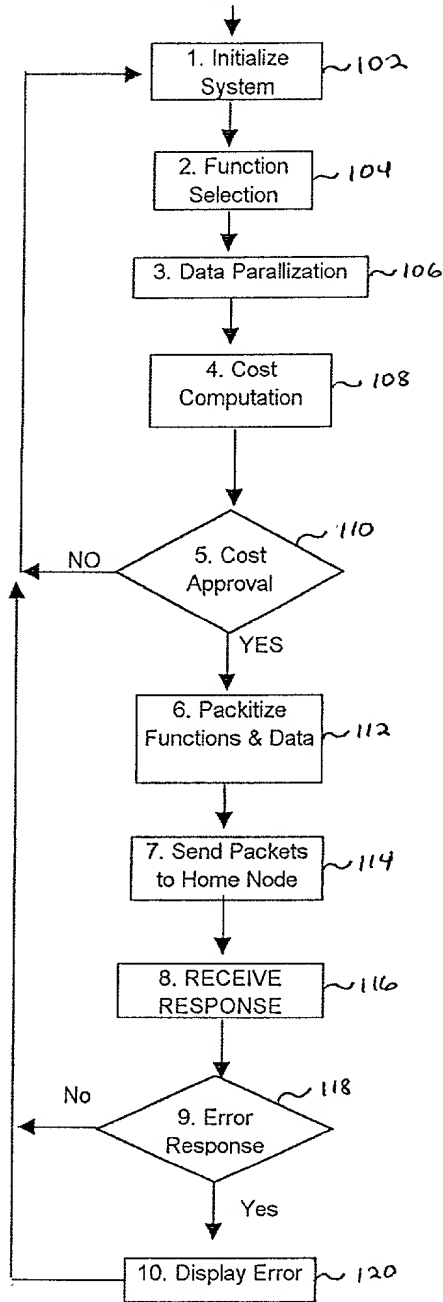 1. Initialize
System
102
2. Function
Selection
104
3. Data Parallization
106
4. Cost
Computation
108
110
NO
5. Cost
Approval
YES
6. Packitize
Functions & Data
112
7. Send Packets
to Home Node
114
8. RECEIVE
RESPONSE
116
118
No
9. Error
Response
Yes
10. Display Error
120